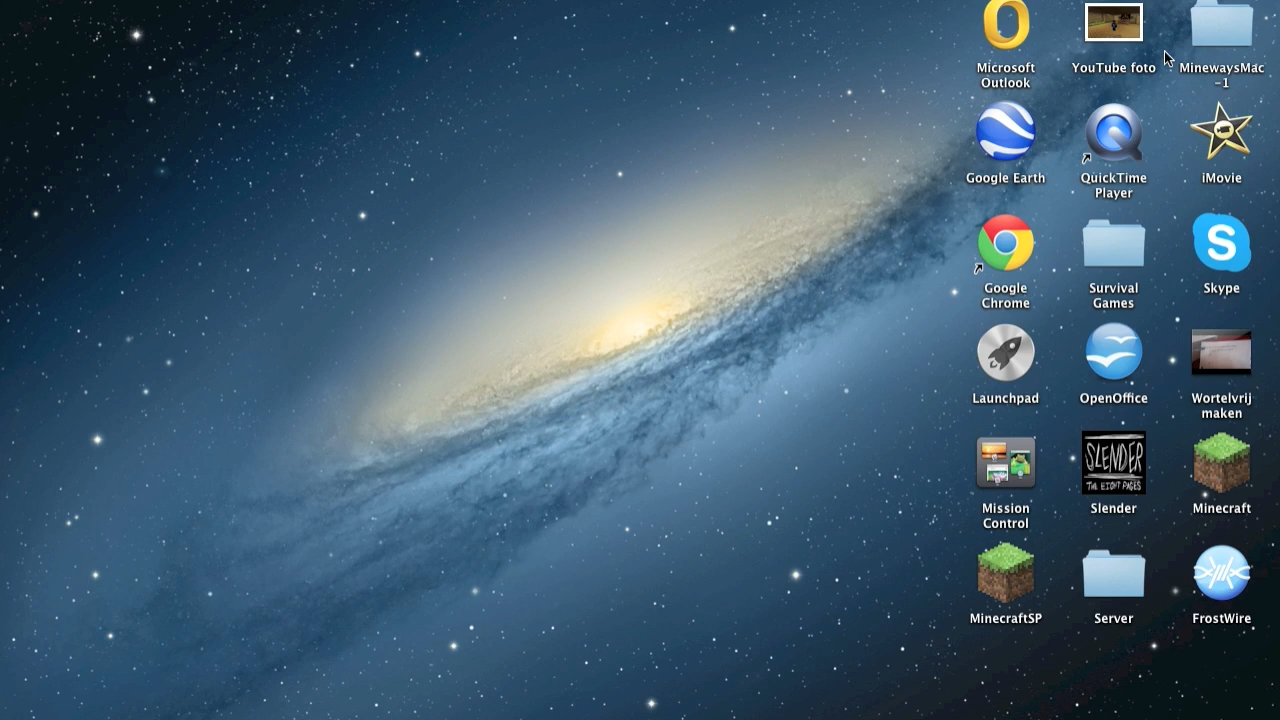 Microsoft
Outlook
YouTube foto
MinewaysMac
-1
Google Earth
QuickTime
Player
iMovie
Google
Chrome
Survival
Games
Skype
Launchpad
OpenOffice
Wortelvrij
maken
SLENDER
THE EIGHT PAGES
Mission
Control
Slender
Minecraft
MinecraftSP
Server
FrostWire